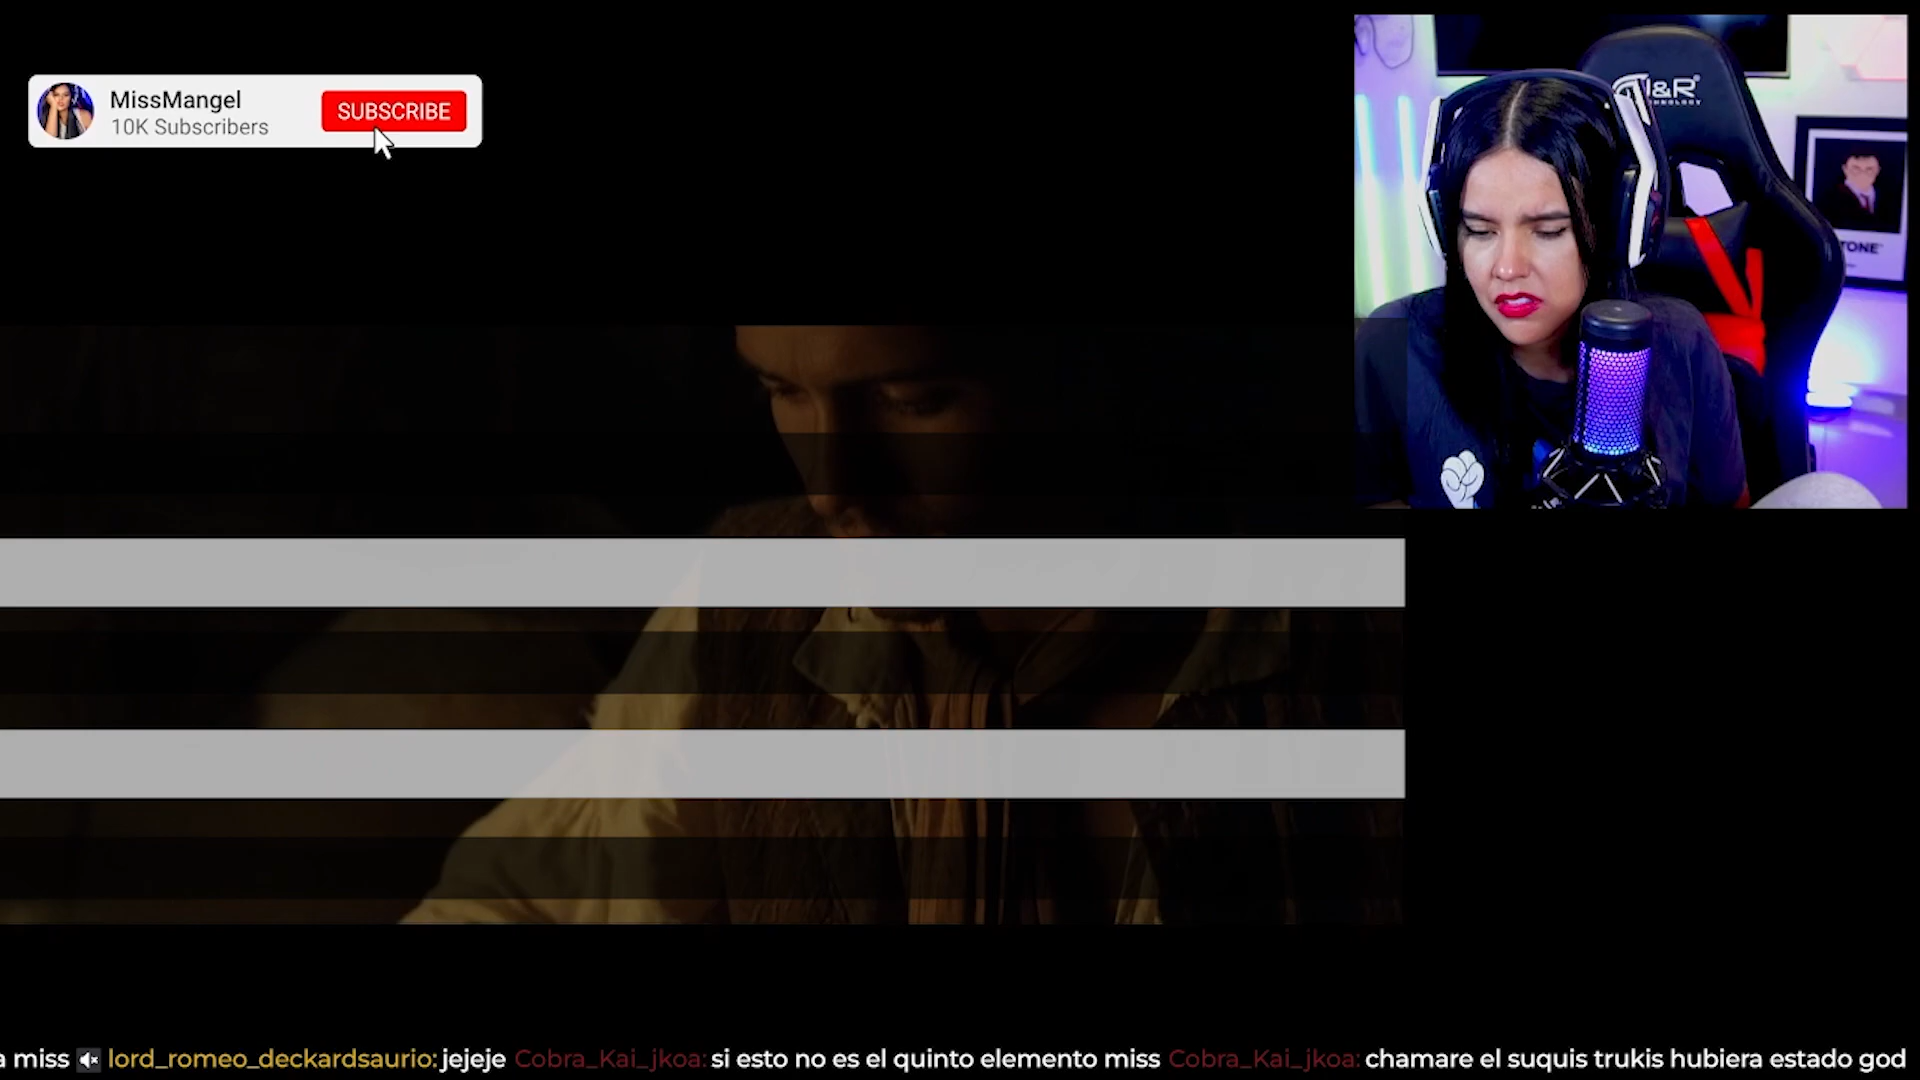 MissMangel
10K Subscribers
SUBSCRIBE
&R
TONE
a miss lord_romeo_deckardsaurio: jejeje Cobra_Kai_jkoa: si esto no es el quinto elemento miss Cobra_Kai_jkoa: chamare el suquis trukis hubiera estado god